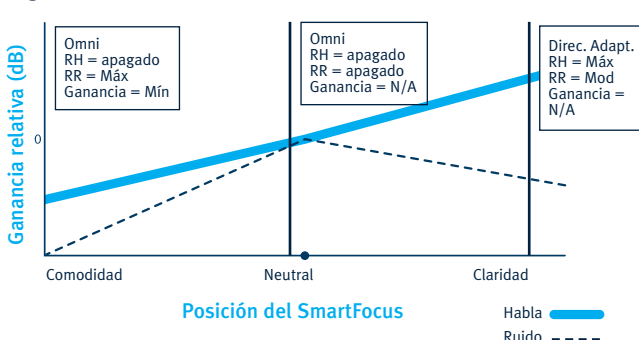 Omni
RH = apagado
RR = Máx
Ganancia = Mín
Omni
RH = apagado
RR = apagado
Ganancia = N/A
Direc. Adapt.
RH = Máx
RR = Mod
Ganancia =
N/A
Ganancia relativa (dB)
0
Comodidad
Neutral
Claridad
Posición del SmartFocus
Habla
Ruido